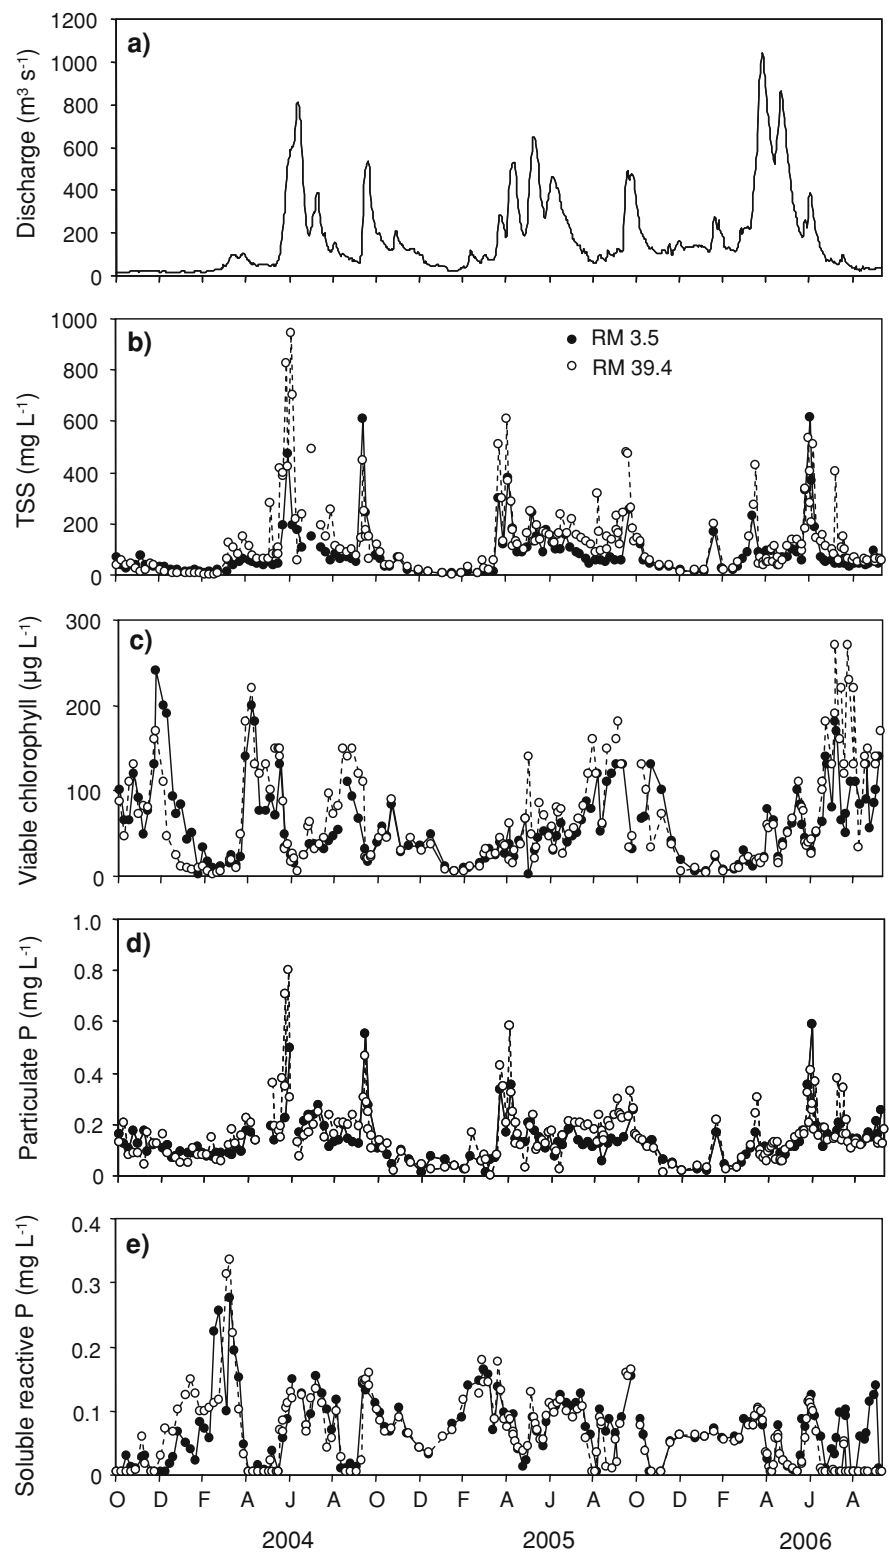 a)
Discharge (m³ s⁻¹)
1200
1000
800
600
400
200
0
b)
RM 3.5
RM 39.4
TSS (mg L⁻¹)
1000
800
600
400
200
0
c)
Viable chlorophyll (µg L⁻¹)
300
200
100
0
d)
Particulate P (mg L⁻¹)
1.0
0.8
0.6
0.4
0.2
0
e)
Soluble reactive P (mg L⁻¹)
0.4
0.3
0.2
0.1
0
O D F A J A O D F A J A O D F A J A
2004 2005 2006